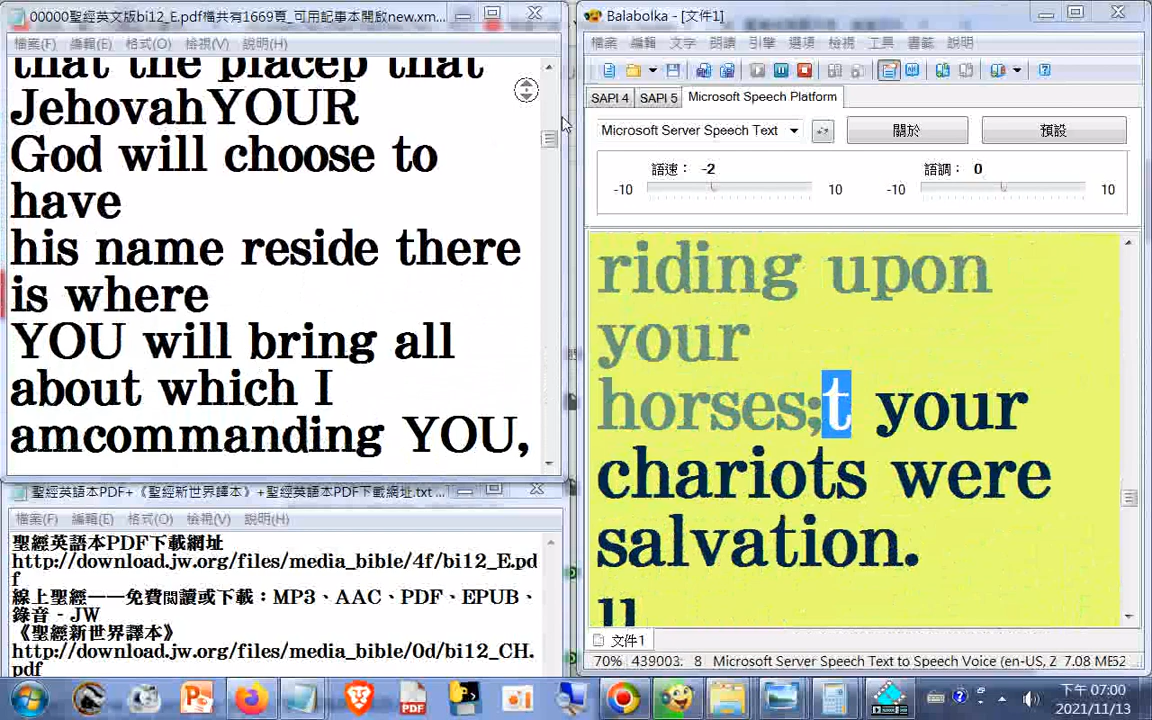 00000聖經英文版bi12_E.pdf檔共有1669頁_可用記事本開啟new.xm...
檔案(F) 編輯(E) 格式(O) 檢視(V) 說明(H)
that the placep that
JehovahYOUR
God will choose to
have
his name reside there
is where
YOU will bring all
about which I
amcommanding YOU,
聖經英語本PDF+《聖經新世界譯本》+聖經英語本PDF下載網址.txt ...
檔案(F) 編輯(E) 格式(O) 檢視(V) 說明(H)
聖經英語本PDF下載網址
http://download.jw.org/files/media_bible/4f/bi12_E.pd
f
線上聖經——免費閱讀或下載：MP3、AAC、PDF、EPUB、
錄音 - JW
《聖經新世界譯本》
http://download.jw.org/files/media_bible/0d/bi12_CH.
pdf
Balabolka - [文件1]
檔案 編輯 文字 朗讀 引擎 選項 檢視 工具 書籤 說明
SAPI 4 SAPI 5 Microsoft Speech Platform
Microsoft Server Speech Text 關於 預設
語速： -2 語調： 0
-10 10 -10 10
riding upon
your
horses;t your
chariots were
salvation.
u
文件1
70% 439003: 8 Microsoft Server Speech Text to Speech Voice (en-US, Z 7.08 ME52
下午 07:00
2021/11/13